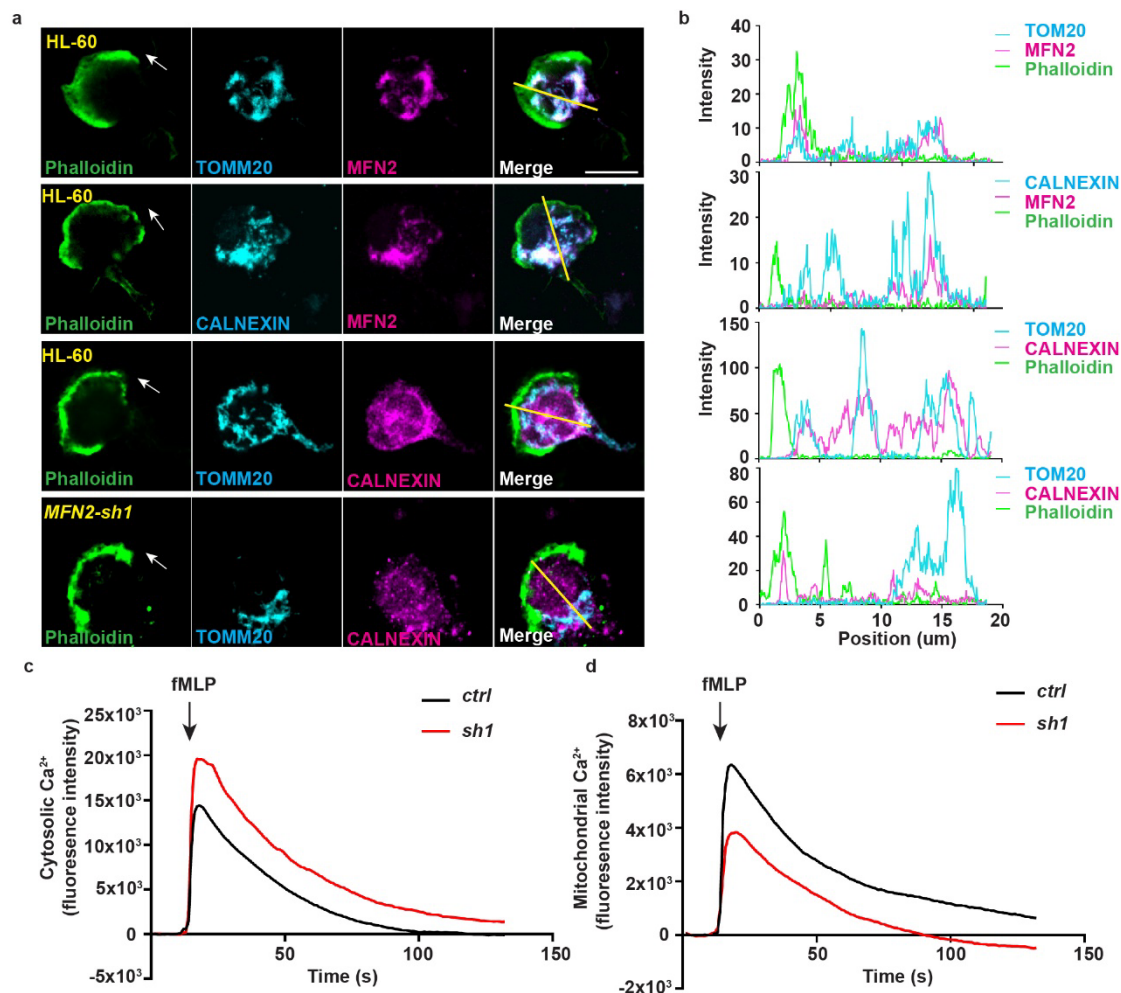 a
HL-60
Phalloidin
TOMM20
MFN2
Merge
HL-60
Phalloidin
CALNEXIN
MFN2
Merge
HL-60
Phalloidin
TOMM20
CALNEXIN
Merge
MFN2-sh1
Phalloidin
TOMM20
CALNEXIN
Merge
b
Intensity
40
30
20
10
0
TOM20
MFN2
Phalloidin
Intensity
30
20
10
0
CALNEXIN
MFN2
Phalloidin
Intensity
150
100
50
0
TOM20
CALNEXIN
Phalloidin
Intensity
80
60
40
20
0
TOM20
CALNEXIN
Phalloidin
0 5 10 15 20
Position (um)
c
fMLP
ctrl
sh1
Cytosolic Ca²⁺
(fluoresence intensity)
25x10³
20x10³
15x10³
10x10³
5x10³
0
-5x10³
50 100 150
Time (s)
d
fMLP
ctrl
sh1
Mitochondrial Ca²⁺
(fluoresence intensity)
8x10³
6x10³
4x10³
2x10³
0
-2x10³
50 100 150
Time (s)